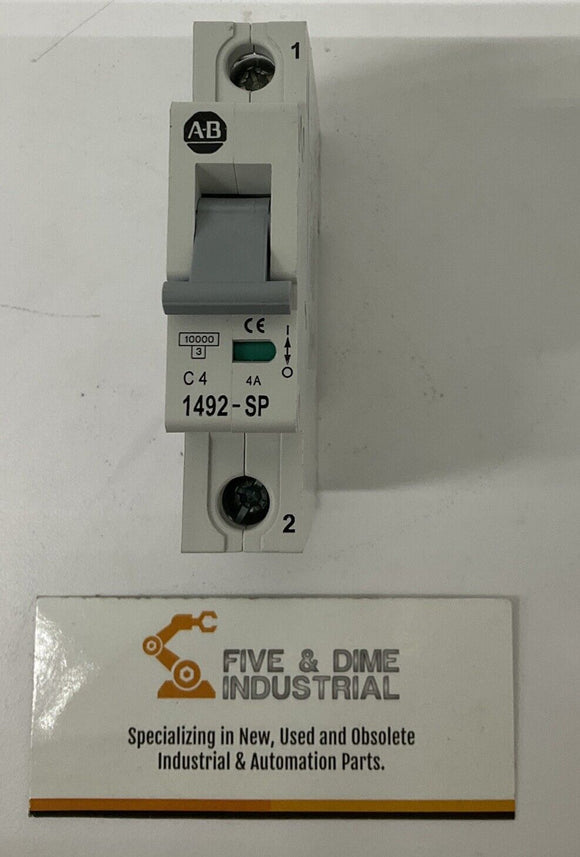 1
A-B
CE
I
10000
3
O
C 4
4A
1492-SP
2
FIVE & DIME
INDUSTRIAL
Specializing in New, Used and Obsolete
Industrial & Automation Parts.